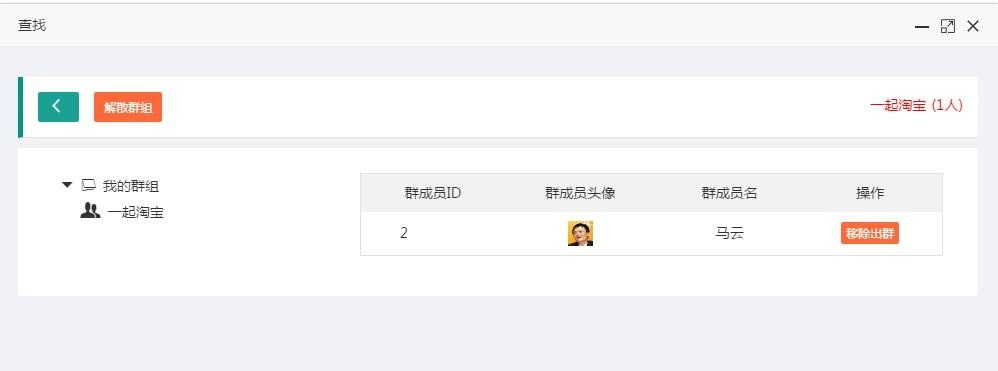 查找
解散群组
一起淘宝 (1人)
我的群组
一起淘宝
群成员ID 群成员头像 群成员名 操作
2 马云 移除出群